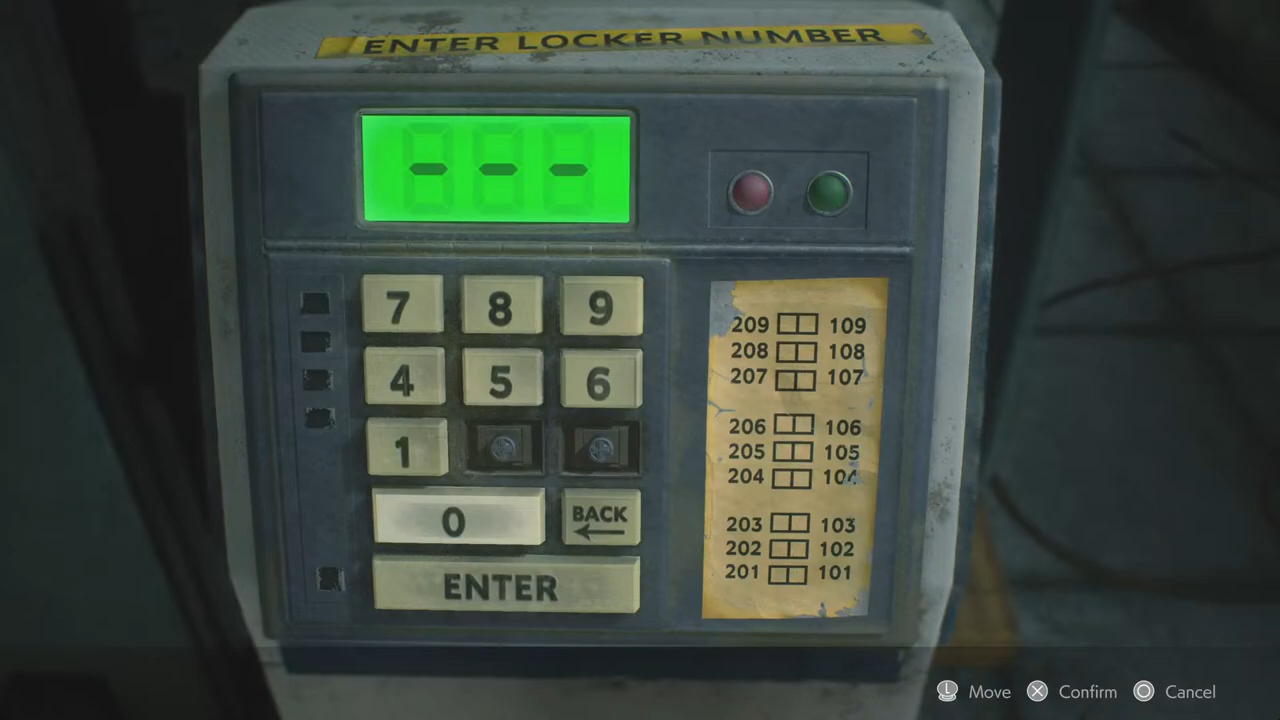 ENTER LOCKER NUMBER
- - -
7 8 9
4 5 6
1
0 BACK
ENTER
209 109
208 108
207 107
206 106
205 105
204 104
203 103
202 102
201 101
L Move X Confirm O Cancel